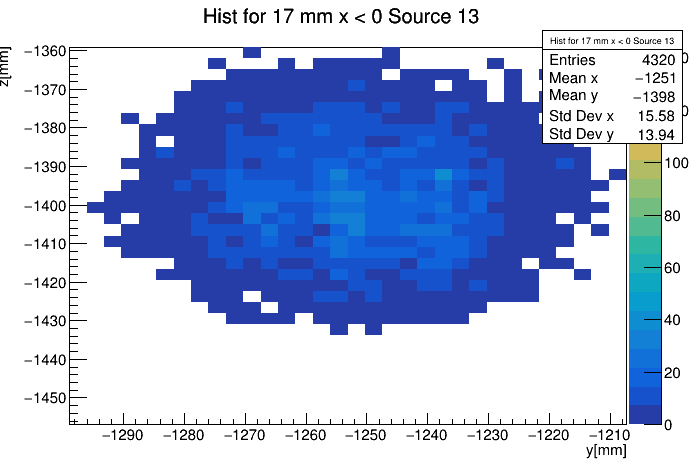 Hist for 17 mm x < 0 Source 13
Hist for 17 mm x < 0 Source 13
Entries 4320
Mean x −1251
Mean y −1398
Std Dev x 15.58
Std Dev y 13.94
z[mm]
−1360
−1370
−1380
−1390
−1400
−1410
−1420
−1430
−1440
−1450
−1290 −1280 −1270 −1260 −1250 −1240 −1230 −1220 −1210
y[mm]
100
80
60
40
20
0